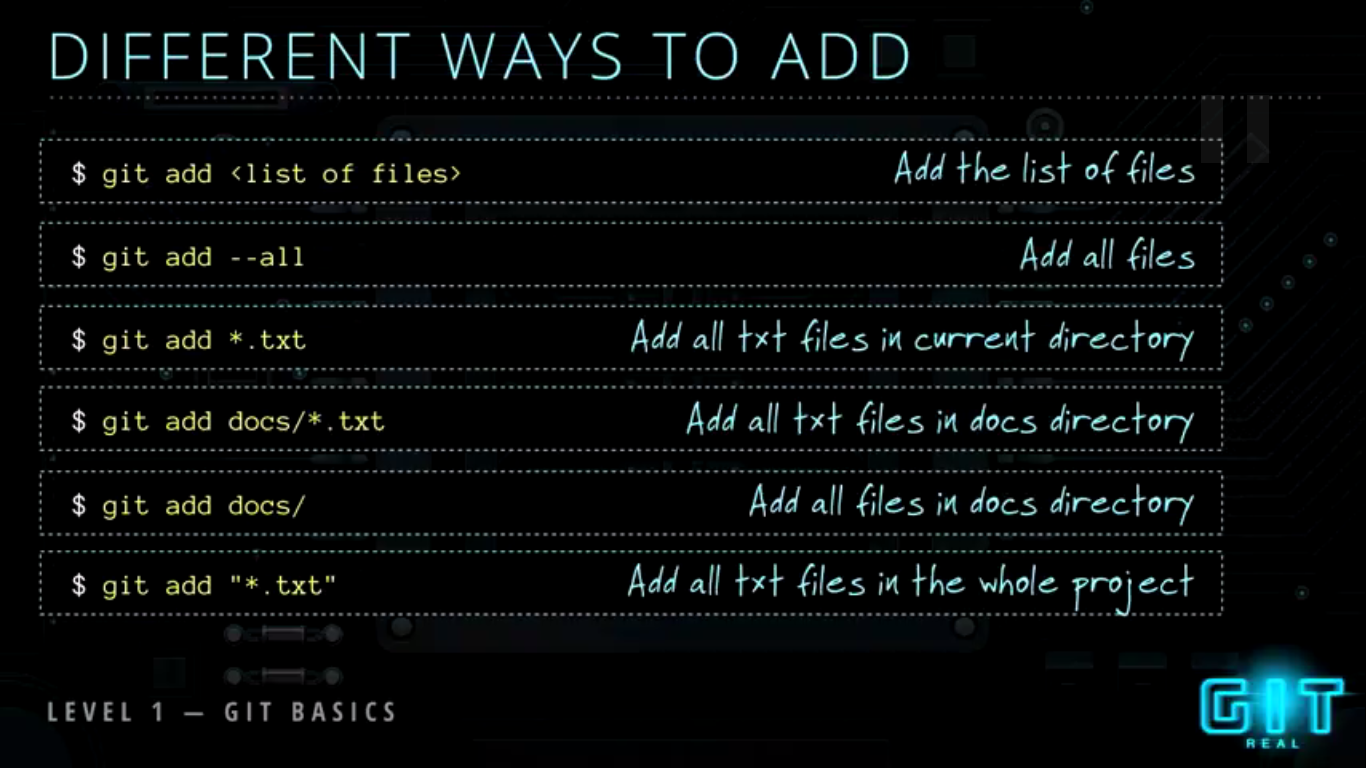 DIFFERENT WAYS TO ADD
$ git add <list of files> Add the list of files
$ git add --all Add all files
$ git add *.txt Add all txt files in current directory
$ git add docs/*.txt Add all txt files in docs directory
$ git add docs/ Add all files in docs directory
$ git add "*.txt" Add all txt files in the whole project
LEVEL 1 — GIT BASICS
GIT
REAL